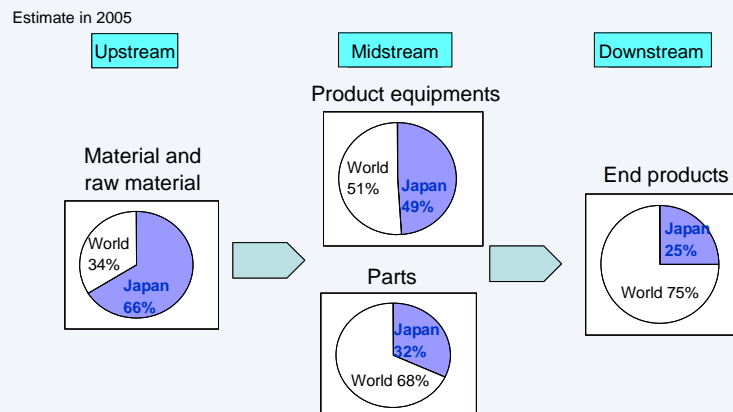 Estimate in 2005
Upstream
Midstream
Downstream
Product equipments
World
51%
Japan
49%
Material and
raw material
World
34%
Japan
66%
End products
Japan
25%
World 75%
Parts
Japan
32%
World 68%